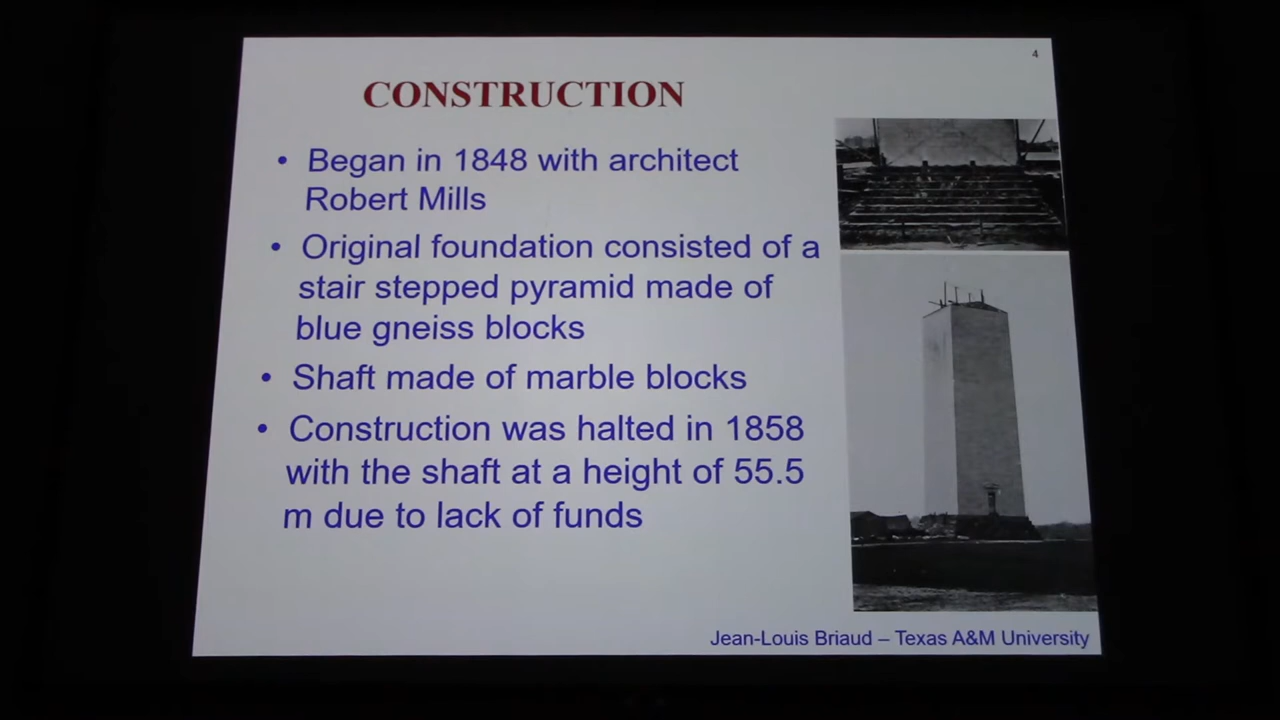 4
CONSTRUCTION
• Began in 1848 with architect
Robert Mills
• Original foundation consisted of a
stair stepped pyramid made of
blue gneiss blocks
• Shaft made of marble blocks
• Construction was halted in 1858
with the shaft at a height of 55.5
m due to lack of funds
Jean-Louis Briaud – Texas A&M University